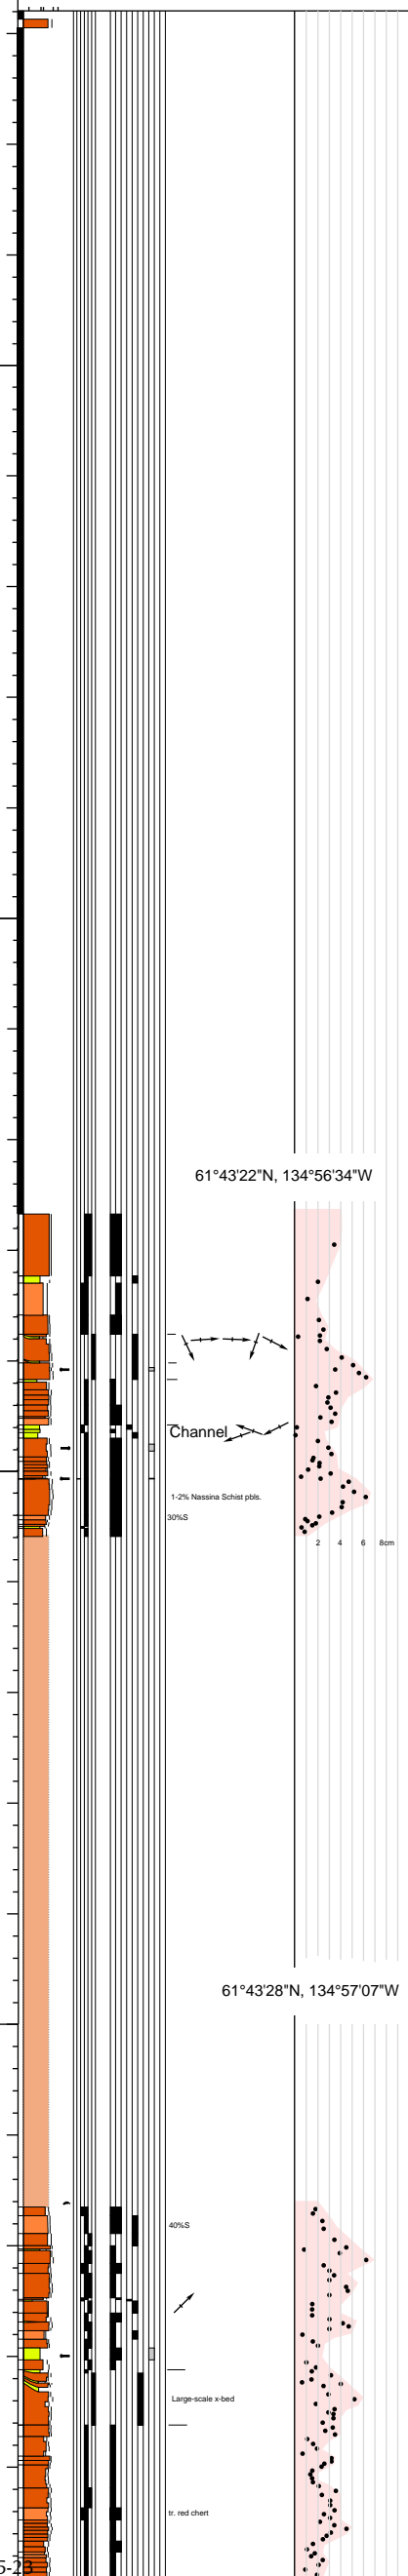 61°43'22"N, 134°56'34"W
Channel
1-2% Nassina Schist pbls.
30%S
2 4 6 8cm
61°43'28"N, 134°57'07"W
40%S
Large-scale x-bed
tr. red chert